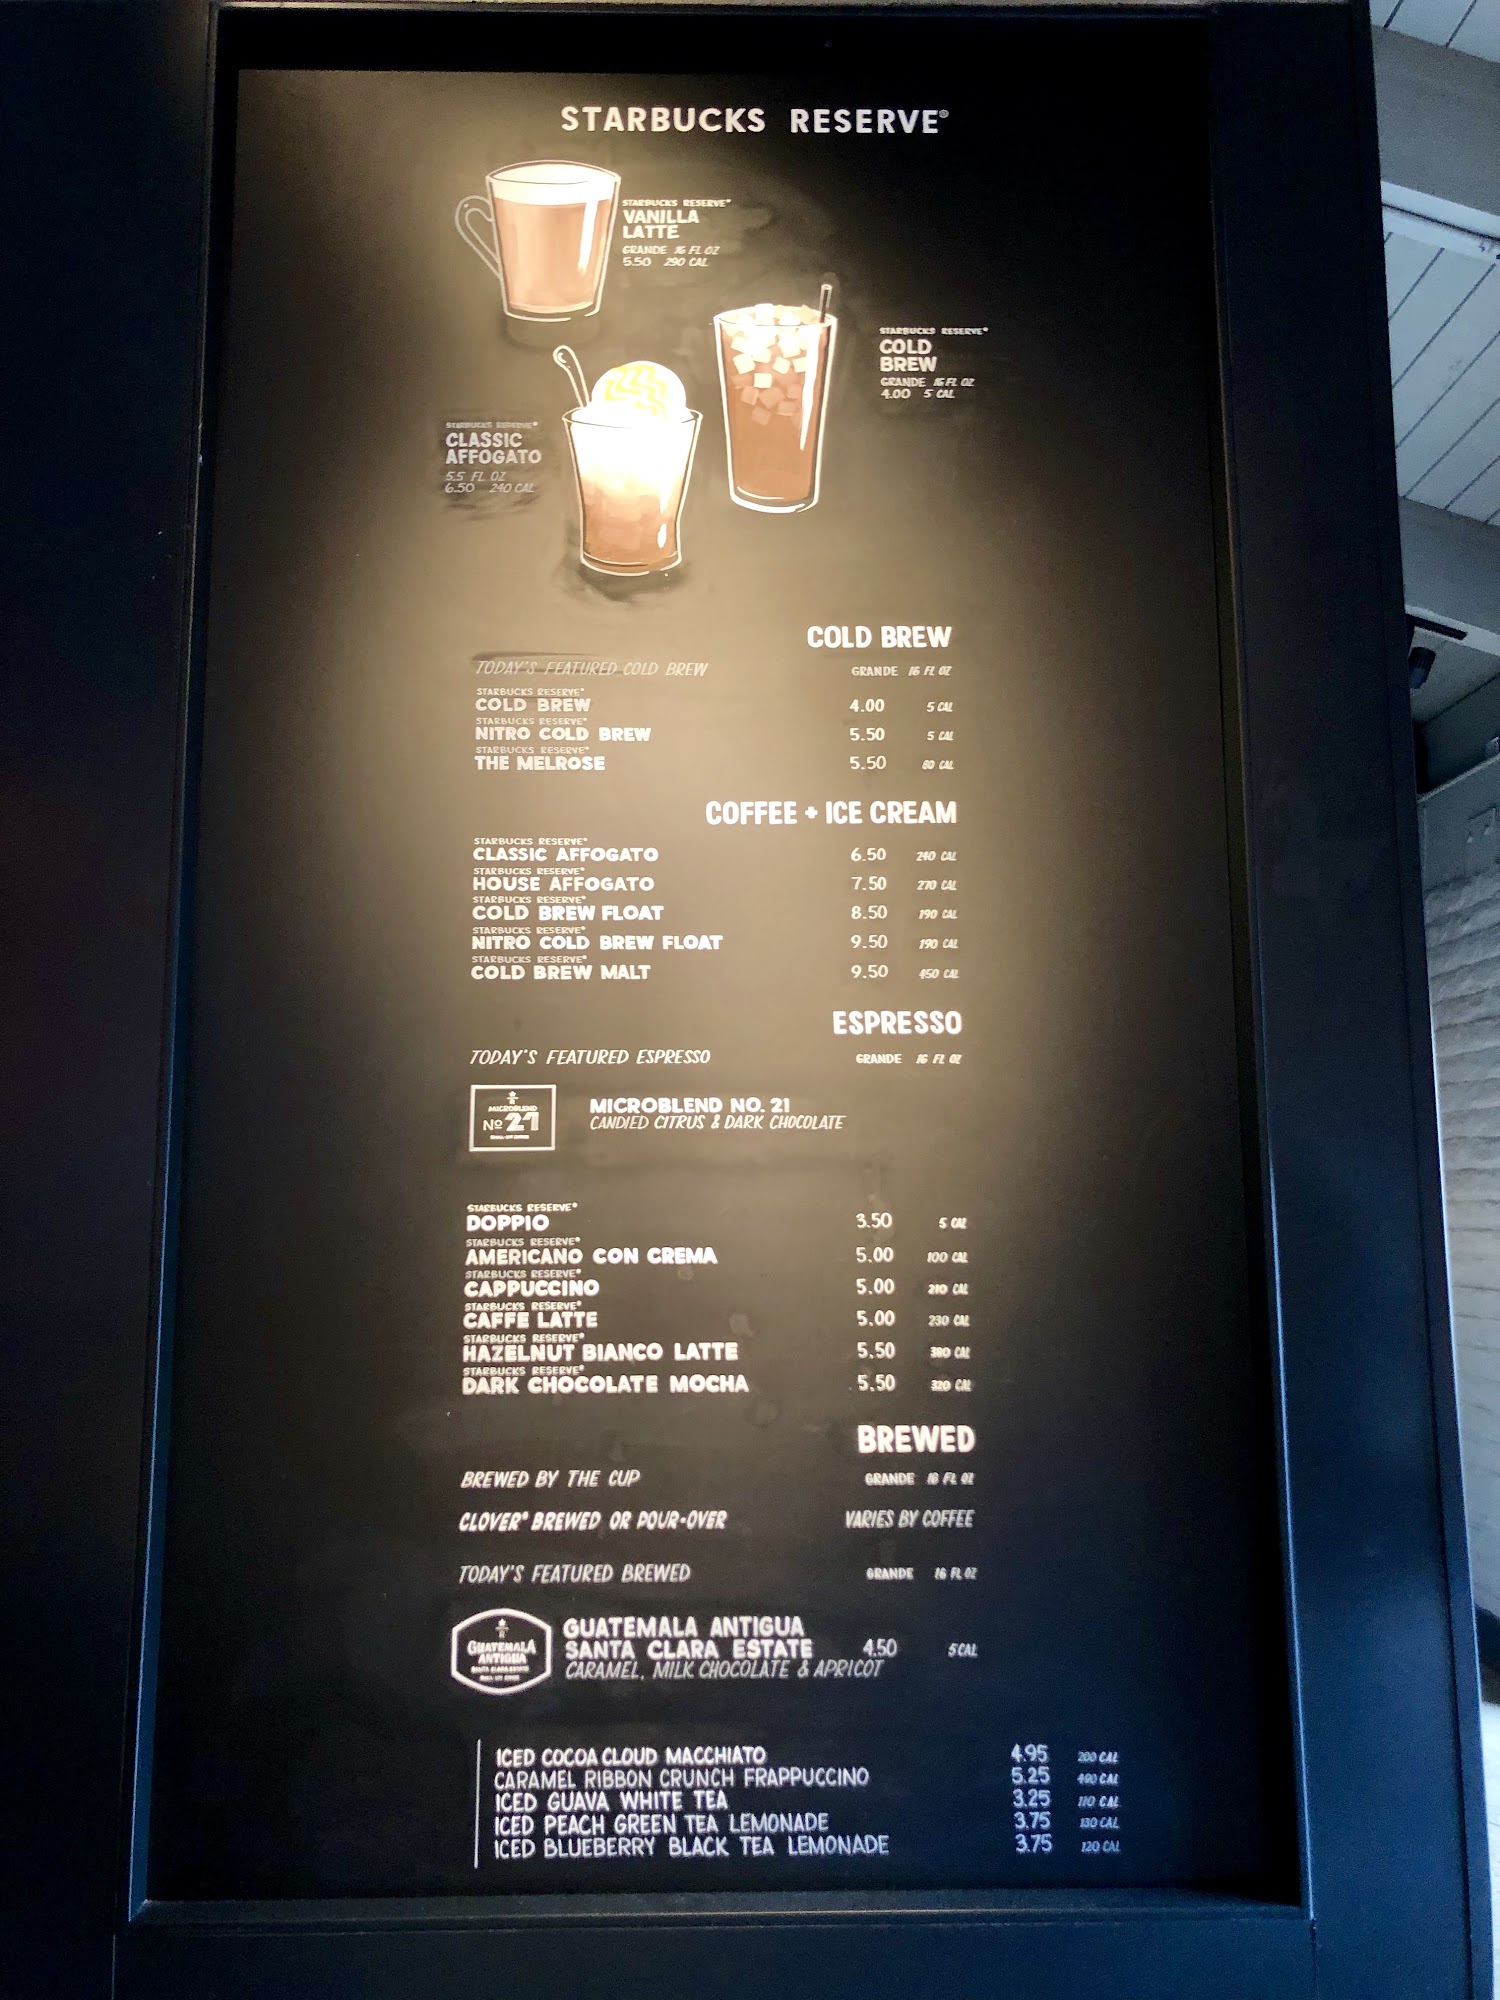 STARBUCKS RESERVE®
STARBUCKS RESERVE®
VANILLA
LATTE
GRANDE 16 FL OZ
5.50 290 CAL
STARBUCKS RESERVE®
COLD
BREW
GRANDE 16 FL OZ
4.00 5 CAL
STARBUCKS RESERVE®
CLASSIC
AFFOGATO
5.5 FL OZ
6.50 240 CAL
COLD BREW
TODAY'S FEATURED COLD BREW GRANDE 16 FL OZ
STARBUCKS RESERVE®
COLD BREW 4.00 5 CAL
STARBUCKS RESERVE®
NITRO COLD BREW 5.50 5 CAL
STARBUCKS RESERVE®
THE MELROSE 5.50 80 CAL
COFFEE + ICE CREAM
STARBUCKS RESERVE®
CLASSIC AFFOGATO 6.50 240 CAL
STARBUCKS RESERVE®
HOUSE AFFOGATO 7.50 270 CAL
STARBUCKS RESERVE®
COLD BREW FLOAT 8.50 190 CAL
STARBUCKS RESERVE®
NITRO COLD BREW FLOAT 9.50 190 CAL
STARBUCKS RESERVE®
COLD BREW MALT 9.50 450 CAL
ESPRESSO
TODAY'S FEATURED ESPRESSO GRANDE 16 FL OZ
MICROBLEND
Nº 21
MICROBLEND NO. 21
CANDIED CITRUS & DARK CHOCOLATE
STARBUCKS RESERVE®
DOPPIO 3.50 5 CAL
STARBUCKS RESERVE®
AMERICANO CON CREMA 5.00 100 CAL
STARBUCKS RESERVE®
CAPPUCCINO 5.00 210 CAL
STARBUCKS RESERVE®
CAFFE LATTE 5.00 230 CAL
STARBUCKS RESERVE®
HAZELNUT BIANCO LATTE 5.50 380 CAL
STARBUCKS RESERVE®
DARK CHOCOLATE MOCHA 5.50 320 CAL
BREWED
BREWED BY THE CUP GRANDE 16 FL OZ
CLOVER® BREWED OR POUR-OVER VARIES BY COFFEE
TODAY'S FEATURED BREWED GRANDE 16 FL OZ
GUATEMALA
ANTIGUA
SANTA CLARA ESTATE
GUATEMALA ANTIGUA
SANTA CLARA ESTATE 4.50 5 CAL
CARAMEL, MILK CHOCOLATE & APRICOT
ICED COCOA CLOUD MACCHIATO 4.95 200 CAL
CARAMEL RIBBON CRUNCH FRAPPUCCINO 5.25 490 CAL
ICED GUAVA WHITE TEA 3.25 110 CAL
ICED PEACH GREEN TEA LEMONADE 3.75 130 CAL
ICED BLUEBERRY BLACK TEA LEMONADE 3.75 120 CAL